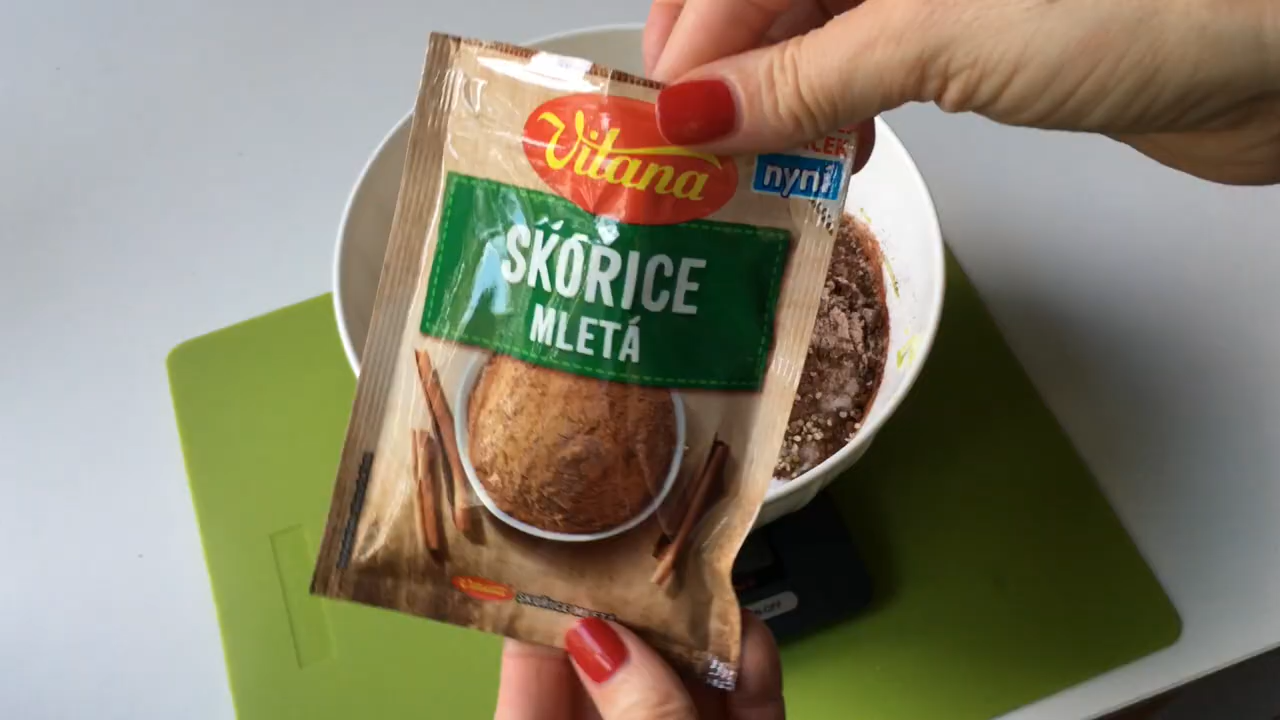 Vitana
nyní
SKOŘICE
MLETÁ
Vitana
SKOŘICE MLETÁ